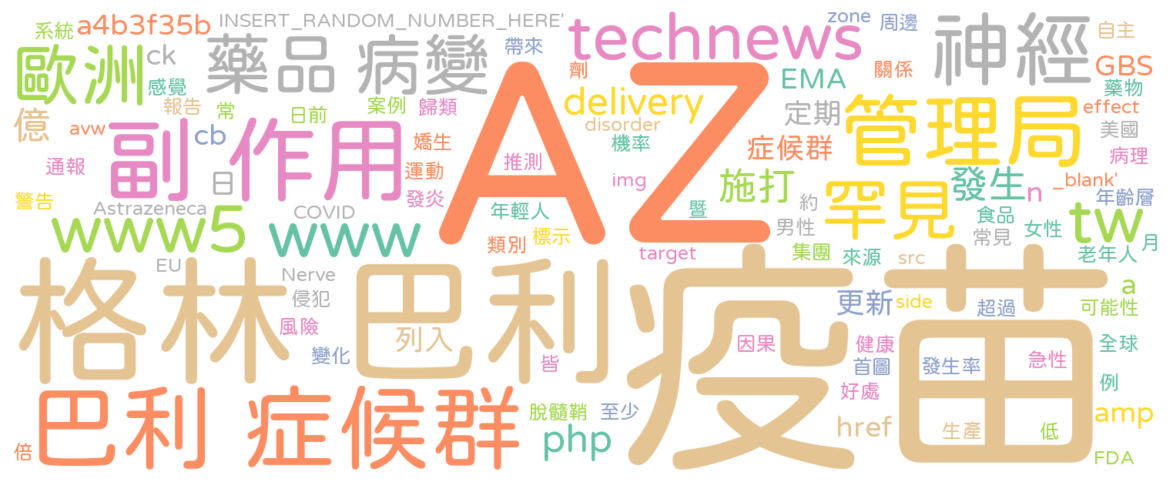 系統 a4b3f35b INSERT_RANDOM_NUMBER_HERE' technews zone 周邊 神經 自主
歐洲 ck 藥品 病變 帶來 劑 EMA 關係 GBS
感覺 藥物
億 報告 常 日前 案例 歸類 delivery 定期 管理局 effect
avw 副 作用 cb 嬌生 AZ disorder 機率 症候群 美國
通報 日 運動 推測 img 施打 發生 n _blank' 病理
警告 Astrazeneca COVID 發炎 年輕人 暨 約 罕見 食品 女性 年齡層
www5 www 類別 標示 男性 常見 tw 月
EU Nerve target 集團 來源 src 老年人
格林 巴利 疫苗 侵犯 更新 side 超過 a 可能性
風險 列入 因果 健康 全球
變化 皆 首圖 發生率 急性
好處 例
巴利 症候群 脫髓鞘 至少 href amp
倍 php 生產 低 FDA